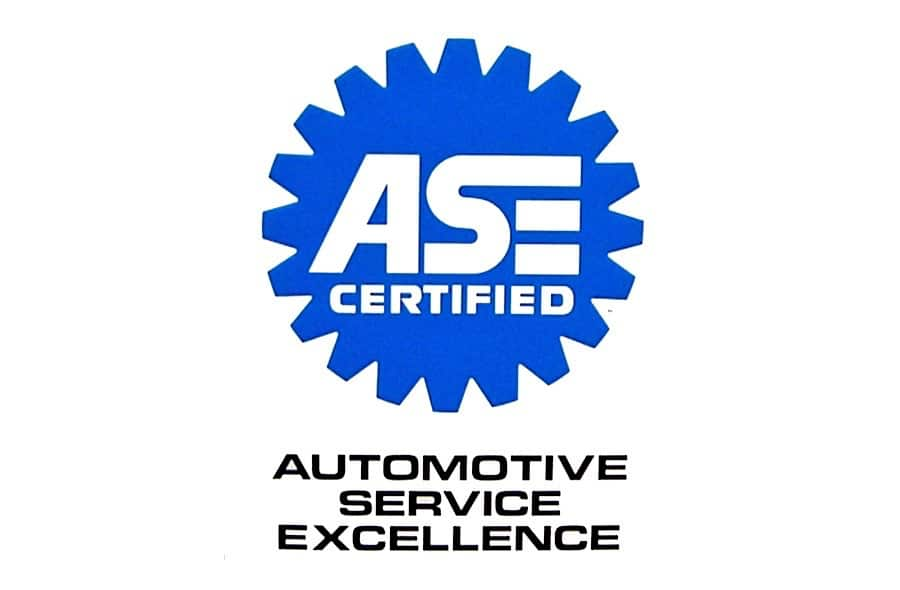 ASE
CERTIFIED
AUTOMOTIVE
SERVICE
EXCELLENCE